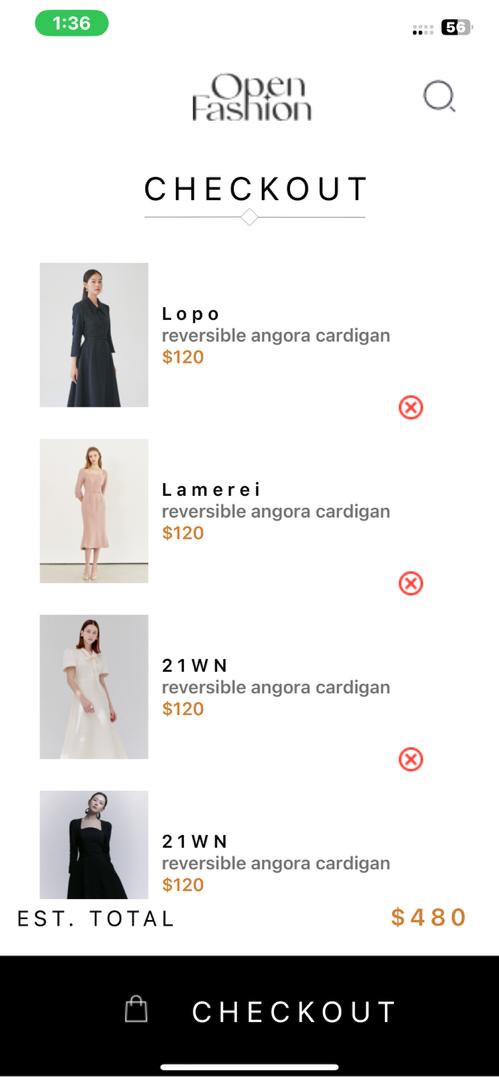 1:36
56
Open
Fashion
CHECKOUT
Lopo
reversible angora cardigan
$120
Lamerei
reversible angora cardigan
$120
21WN
reversible angora cardigan
$120
21WN
reversible angora cardigan
$120
EST. TOTAL $480
CHECKOUT